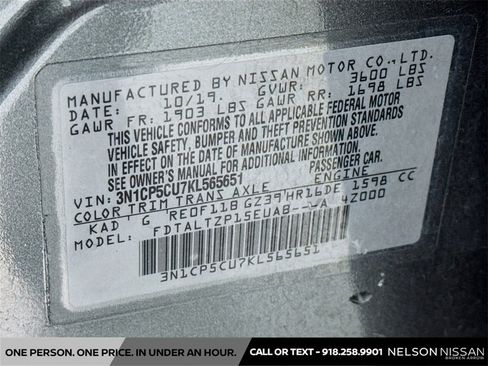 MANUFACTURED BY NISSAN MOTOR CO., LTD.
DATE: 10/19. GVWR: 3600 LBS
GAWR FR: 1903 LBS GAWR RR: 1698 LBS
THIS VEHICLE CONFORMS TO ALL APPLICABLE FEDERAL MOTOR
VEHICLE SAFETY, BUMPER AND THEFT PREVENTION STANDARDS
IN EFFECT ON THE DATE OF MANUFACTURE SHOWN ABOVE.
SEE OWNER'S MANUAL FOR ADDITIONAL INFORMATION.
VIN: 3N1CP5CU7KL565651 PASSENGER CAR
COLOR TRIM TRANS AXLE ENGINE
KAD G RE0F11B GZ39 HR16DE 1598 CC
MODEL: FDTALTZP15EUAB---VA 4Z000
3N1CP5CU7KL565651
ONE PERSON. ONE PRICE. IN UNDER AN HOUR. CALL OR TEXT - 918.258.9901 NELSON NISSAN
BROKEN ARROW